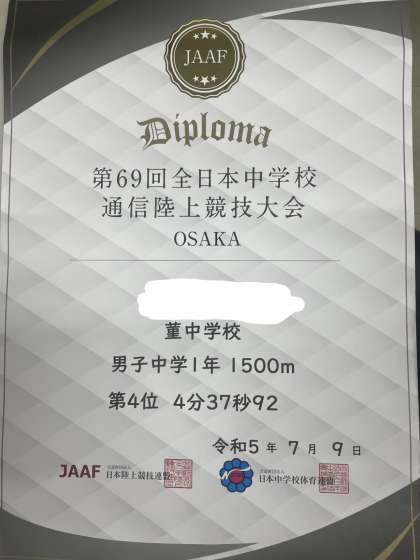 JAAF
Diploma
第69回全日本中学校
通信陸上競技大会
OSAKA
菫中学校
男子中学1年 1500m
第4位 4分37秒92
令和5年 7月 9日
JAAF 日本陸上競技連盟
日本中学校体育連盟